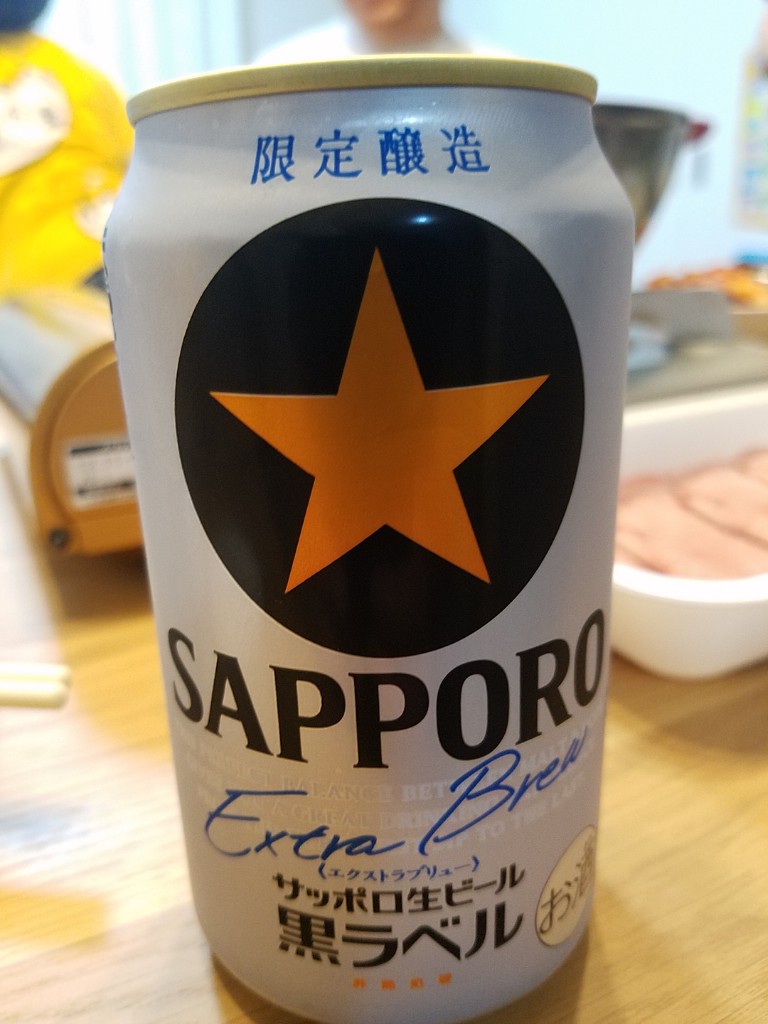 限定醸造
SAPPORO
Extra Brew
(エクストラブリュー)
サッポロ生ビール
黒ラベル
お酒